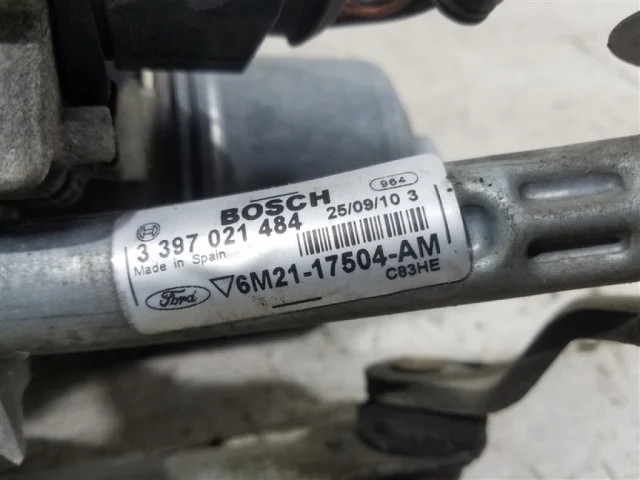 BOSCH
964
3 397 021 484
25/09/10 3
Made in Spain
Ford
6M21-17504-AM
C83HE